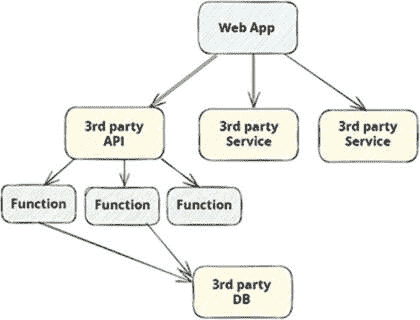 Web App
3rd party
API
3rd party
Service
3rd party
Service
Function
Function
Function
3rd party
DB